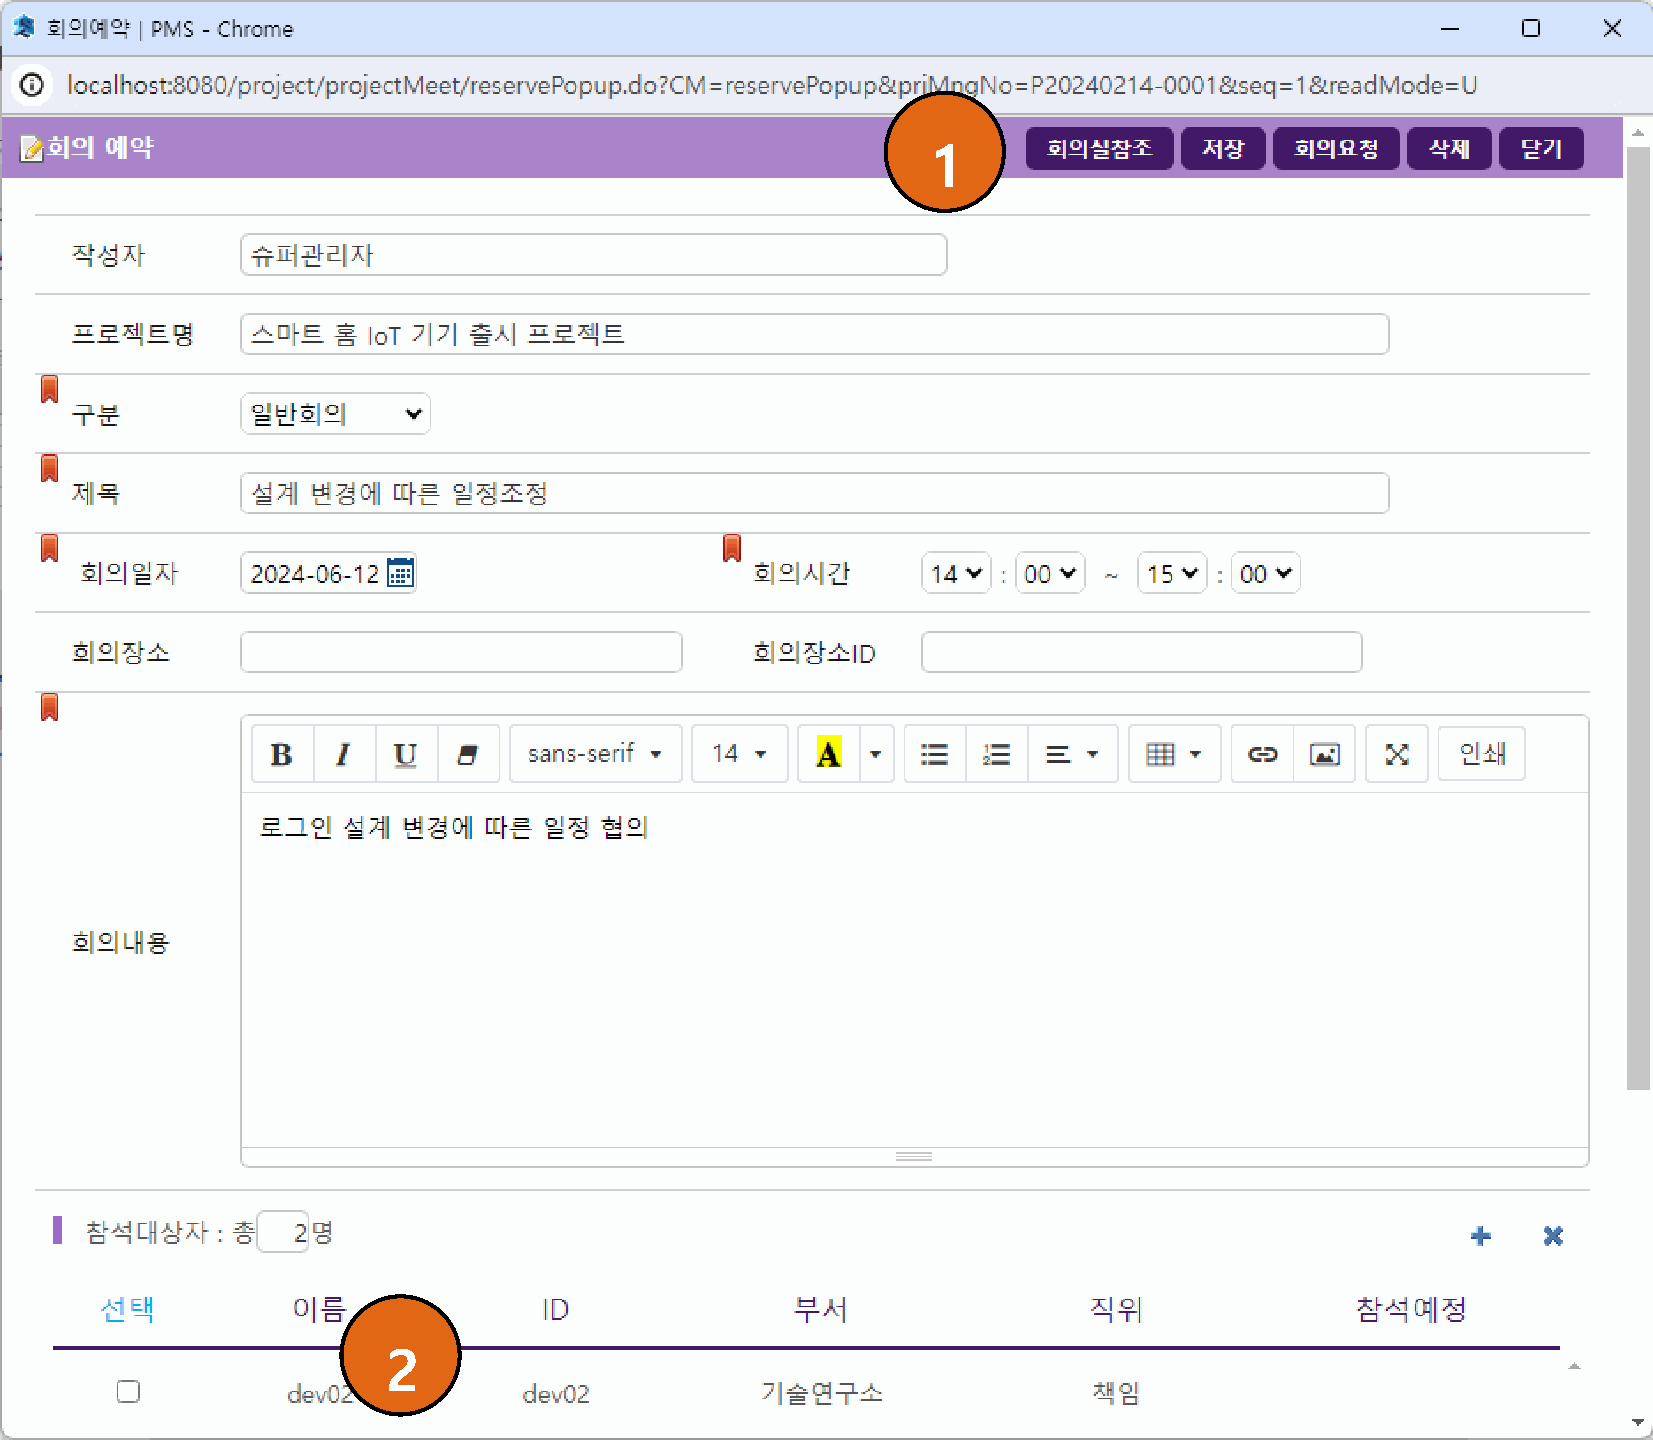 회의예약 | PMS - Chrome
localhost:8080/project/projectMeet/reservePopup.do?CM=reservePopup&prjMngNo=P20240214-0001&seq=1&readMode=U
회의 예약 1 회의실참조 저장 회의요청 삭제 닫기
작성자 슈퍼관리자
프로젝트명 스마트 홈 IoT 기기 출시 프로젝트
구분 일반회의
제목 설계 변경에 따른 일정조정
회의일자 2024-06-12 회의시간 14 : 00 ~ 15 : 00
회의장소 회의장소ID
B I U sans-serif 14 A 인쇄
로그인 설계 변경에 따른 일정 협의
회의내용
참석대상자 : 총 2 명
선택 이름 ID 부서 직위 참석예정
2
dev02 dev02 기술연구소 책임